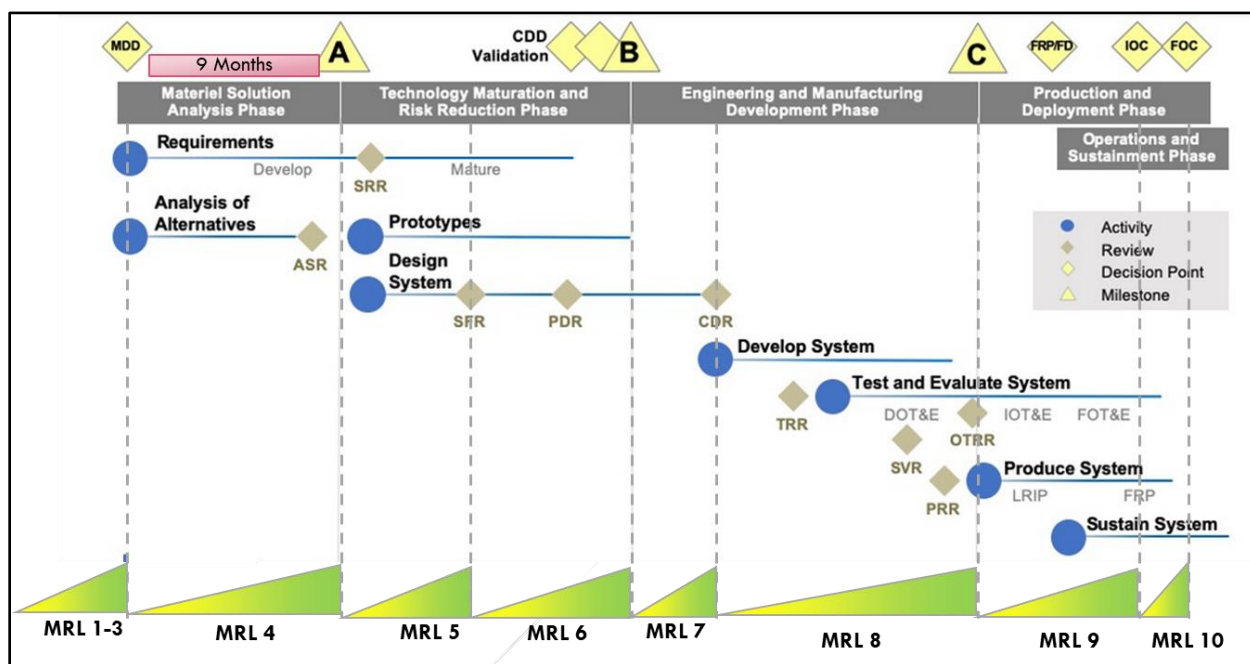 MDD
9 Months
A
CDD
Validation
B
C
FRP/FD
IOC
FOC
Materiel Solution
Analysis Phase
Technology Maturation and
Risk Reduction Phase
Engineering and Manufacturing
Development Phase
Production and
Deployment Phase
Operations and
Sustainment Phase
Requirements
Develop
Mature
SRR
Analysis of
Alternatives
ASR
Prototypes
Design
System
SFR
PDR
CDR
Activity
Review
Decision Point
Milestone
Develop System
Test and Evaluate System
TRR
DOT&E
IOT&E
FOT&E
OTRR
SVR
Produce System
PRR
LRIP
FRP
Sustain System
MRL 1-3
MRL 4
MRL 5
MRL 6
MRL 7
MRL 8
MRL 9
MRL 10